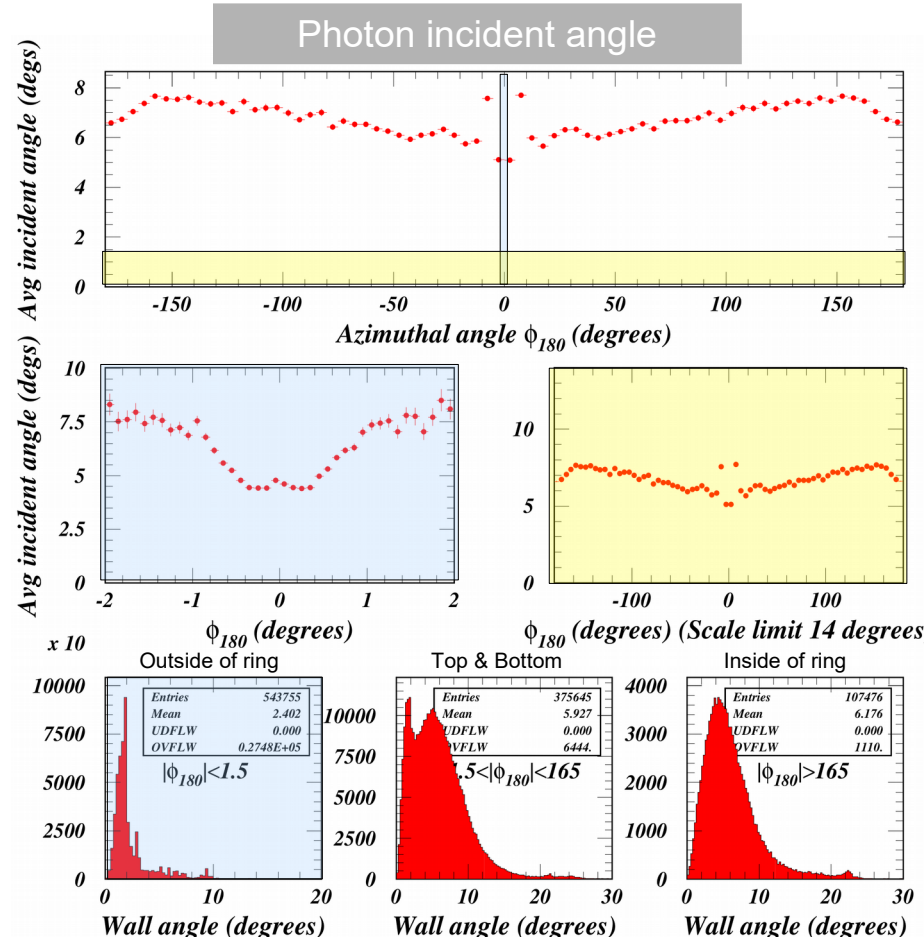 Photon incident angle
Avg incident angle (degs)
8
6
4
2
0
-150 -100 -50 0 50 100 150
Azimuthal angle ϕ180 (degrees)
Avg incident angle (degs)
10
7.5
5
2.5
0
-2 -1 0 1 2
ϕ180 (degrees)
10
5
0
-100 0 100
ϕ180 (degrees) (Scale limit 14 degrees
x 10
Outside of ring
10000
7500
5000
2500
0
Entries 543755
Mean 2.402
UDFLW 0.000
OVFLW 0.2748E+05
|ϕ180|<1.5
0 10 20
Wall angle (degrees)
Top & Bottom
10000
7500
5000
2500
0
Entries 375645
Mean 5.927
UDFLW 0.000
OVFLW 6444.
.5<|ϕ180|<165
0 10 20 30
Wall angle (degrees)
Inside of ring
4000
3000
2000
1000
0
Entries 107476
Mean 6.176
UDFLW 0.000
OVFLW 1110.
|ϕ180|>165
0 10 20 30
Wall angle (degrees)